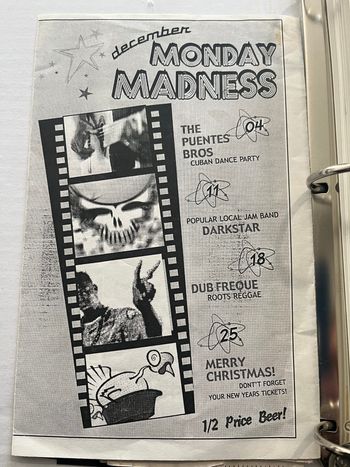 december
MONDAY
MADNESS
THE
PUENTES
BROS
04
CUBAN DANCE PARTY
11
POPULAR LOCAL JAM BAND
DARKSTAR
18
DUB FREQUE
ROOTS REGGAE
25
MERRY
CHRISTMAS!
DONT'T FORGET
YOUR NEW YEARS TICKETS!
1/2 Price Beer!